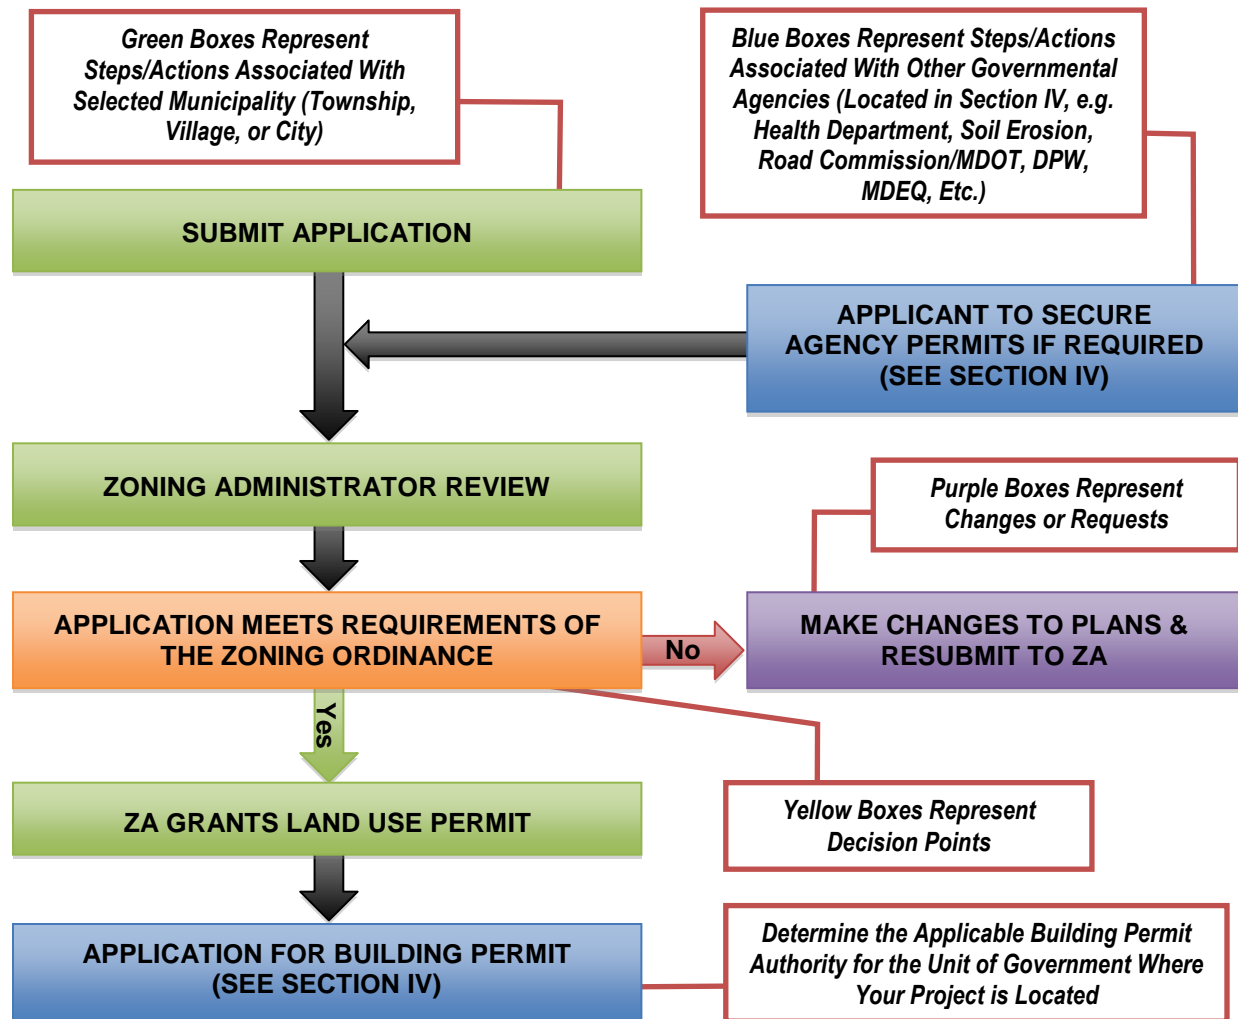 Green Boxes Represent
Steps/Actions Associated With
Selected Municipality (Township,
Village, or City)
Blue Boxes Represent Steps/Actions
Associated With Other Governmental
Agencies (Located in Section IV, e.g.
Health Department, Soil Erosion,
Road Commission/MDOT, DPW,
MDEQ, Etc.)
SUBMIT APPLICATION
APPLICANT TO SECURE
AGENCY PERMITS IF REQUIRED
(SEE SECTION IV)
ZONING ADMINISTRATOR REVIEW
Purple Boxes Represent
Changes or Requests
APPLICATION MEETS REQUIREMENTS OF
THE ZONING ORDINANCE
No
MAKE CHANGES TO PLANS &
RESUBMIT TO ZA
Yes
ZA GRANTS LAND USE PERMIT
Yellow Boxes Represent
Decision Points
APPLICATION FOR BUILDING PERMIT
(SEE SECTION IV)
Determine the Applicable Building Permit
Authority for the Unit of Government Where
Your Project is Located